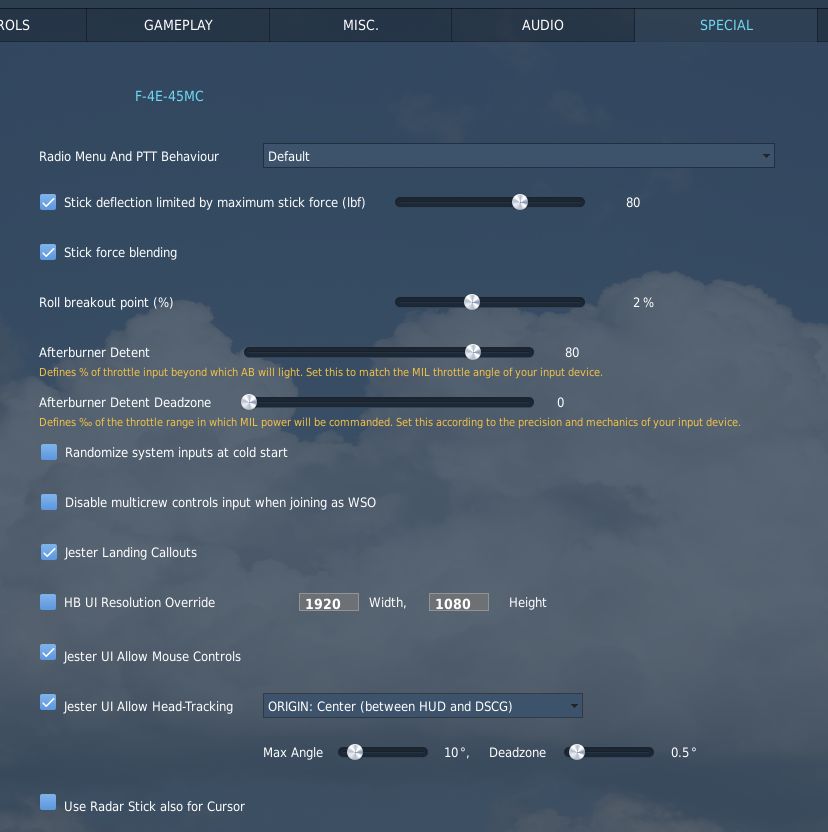 ROLS GAMEPLAY MISC. AUDIO SPECIAL
F-4E-45MC
Radio Menu And PTT Behaviour Default
Stick deflection limited by maximum stick force (lbf) 80
Stick force blending
Roll breakout point (%) 2 %
Afterburner Detent 80
Defines % of throttle input beyond which AB will light. Set this to match the MIL throttle angle of your input device.
Afterburner Detent Deadzone 0
Defines ‰ of the throttle range in which MIL power will be commanded. Set this according to the precision and mechanics of your input device.
Randomize system inputs at cold start
Disable multicrew controls input when joining as WSO
Jester Landing Callouts
HB UI Resolution Override 1920 Width, 1080 Height
Jester UI Allow Mouse Controls
Jester UI Allow Head-Tracking ORIGIN: Center (between HUD and DSCG)
Max Angle 10°, Deadzone 0.5°
Use Radar Stick also for Cursor